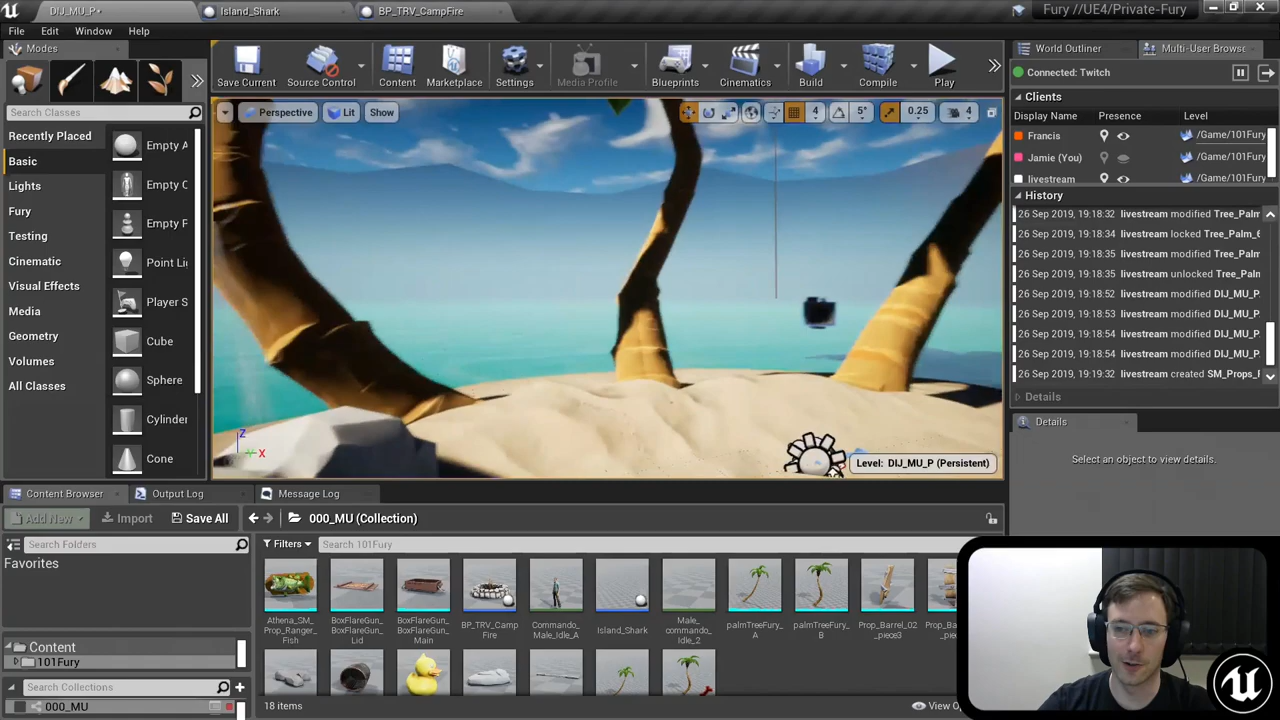 DIJ_MU_P•
Island_Shark
BP_TRV_CampFire
Fury //UE4/Private-Fury
File Edit Window Help
Modes
World Outliner
Multi-User Browse
Save Current
Source Control
Content
Marketplace
Settings
Media Profile
Blueprints
Cinematics
Build
Compile
Play
Connected: Twitch
Search Classes
Perspective Lit Show
4 5° 0.25 4
Clients
Display Name Presence Level
Recently Placed
Basic
Lights
Fury
Testing
Cinematic
Visual Effects
Media
Geometry
Volumes
All Classes
Empty A
Empty C
Empty P
Point Lig
Player S
Cube
Sphere
Cylinder
Cone
Francis /Game/101Fury
Jamie (You) /Game/101Fury
livestream /Game/101Fury
History
26 Sep 2019, 19:18:32 livestream modified Tree_Palm
26 Sep 2019, 19:18:34 livestream locked Tree_Palm_6
26 Sep 2019, 19:18:35 livestream modified Tree_Palm
26 Sep 2019, 19:18:35 livestream unlocked Tree_Palm
26 Sep 2019, 19:18:52 livestream modified DIJ_MU_P.
26 Sep 2019, 19:18:53 livestream modified DIJ_MU_P.
26 Sep 2019, 19:18:54 livestream modified DIJ_MU_P.
26 Sep 2019, 19:18:54 livestream modified DIJ_MU_P.
26 Sep 2019, 19:19:32 livestream created SM_Props_
Details
Details
Select an object to view details.
Z
X
Level: DIJ_MU_P (Persistent)
Content Browser
Output Log
Message Log
Add New Import Save All
000_MU (Collection)
Search Folders
Favorites
Filters
Search 101Fury
Athena_SM_Prop_Ranger_Fish
BoxFlareGun_Lid
BoxFlareGun_Main
BP_TRV_CampFire
Commando_Male_Idle_A
Island_Shark
Male_commando_Idle_2
palmTreeFury_A
palmTreeFury_B
Prop_Barrel_02_piece3
Prop_Ba
Content
101Fury
Search Collections
000_MU
18 items
View Op